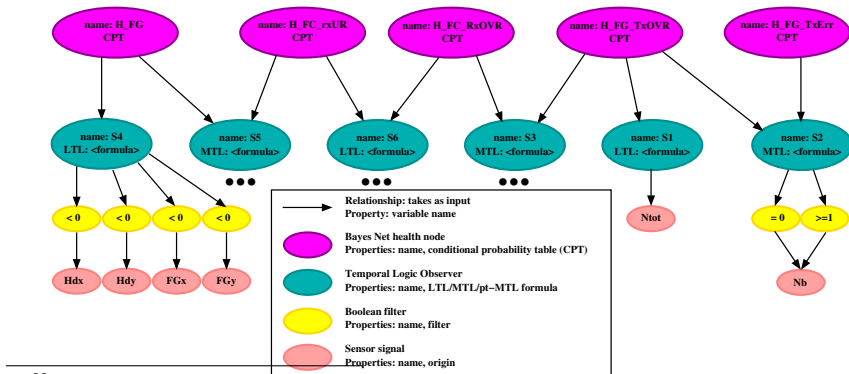 name: H_FG
CPT
name: H_FC_rxUR
CPT
name: H_FC_RxOVR
CPT
name: H_FG_TxOVR
CPT
name: H_FG_TxErr
CPT
name: S4
LTL: <formula>
name: S5
MTL: <formula>
name: S6
LTL: <formula>
name: S3
MTL: <formula>
name: S1
LTL: <formula>
name: S2
MTL: <formula>
< 0
< 0
< 0
< 0
Ntot
= 0
>=1
Hdx
Hdy
FGx
FGy
Nb
Relationship: takes as input
Property: variable name
Bayes Net health node
Properties: name, conditional probability table (CPT)
Temporal Logic Observer
Properties: name, LTL/MTL/pt-MTL formula
Boolean filter
Properties: name, filter
Sensor signal
Properties: name, origin